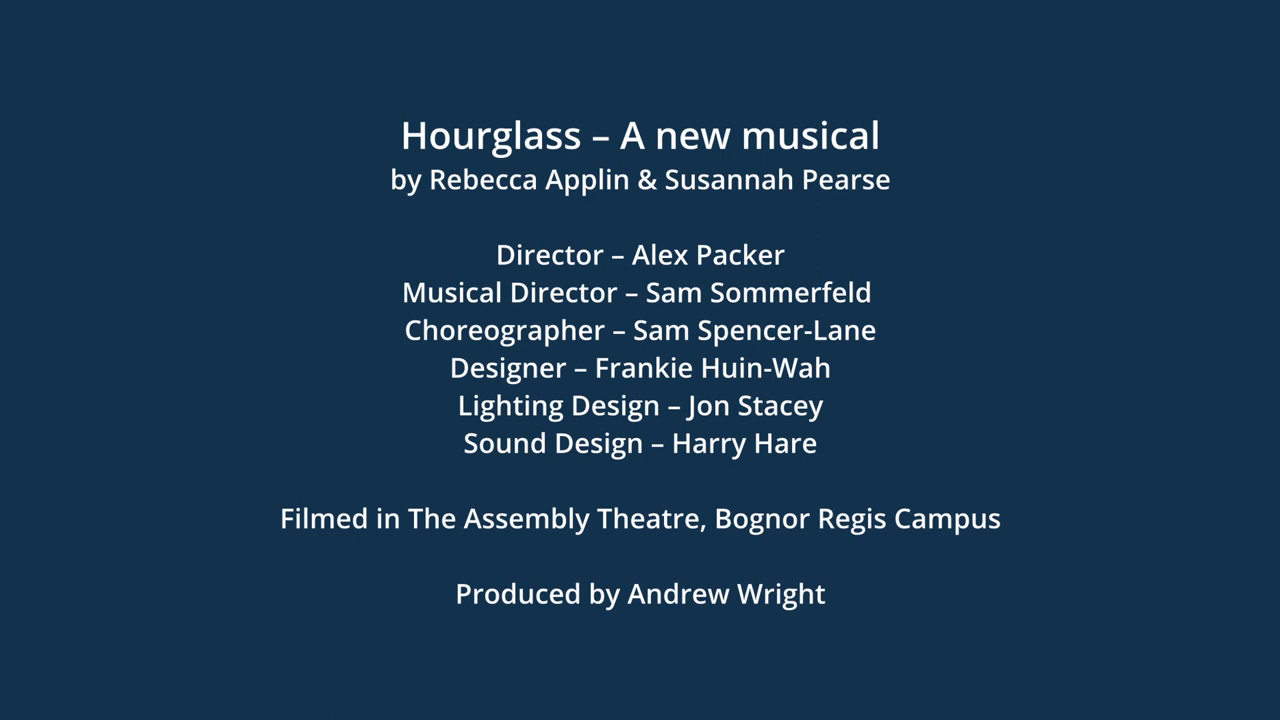 Hourglass – A new musical
by Rebecca Applin & Susannah Pearse
Director – Alex Packer
Musical Director – Sam Sommerfeld
Choreographer – Sam Spencer-Lane
Designer – Frankie Huin-Wah
Lighting Design – Jon Stacey
Sound Design – Harry Hare
Filmed in The Assembly Theatre, Bognor Regis Campus
Produced by Andrew Wright